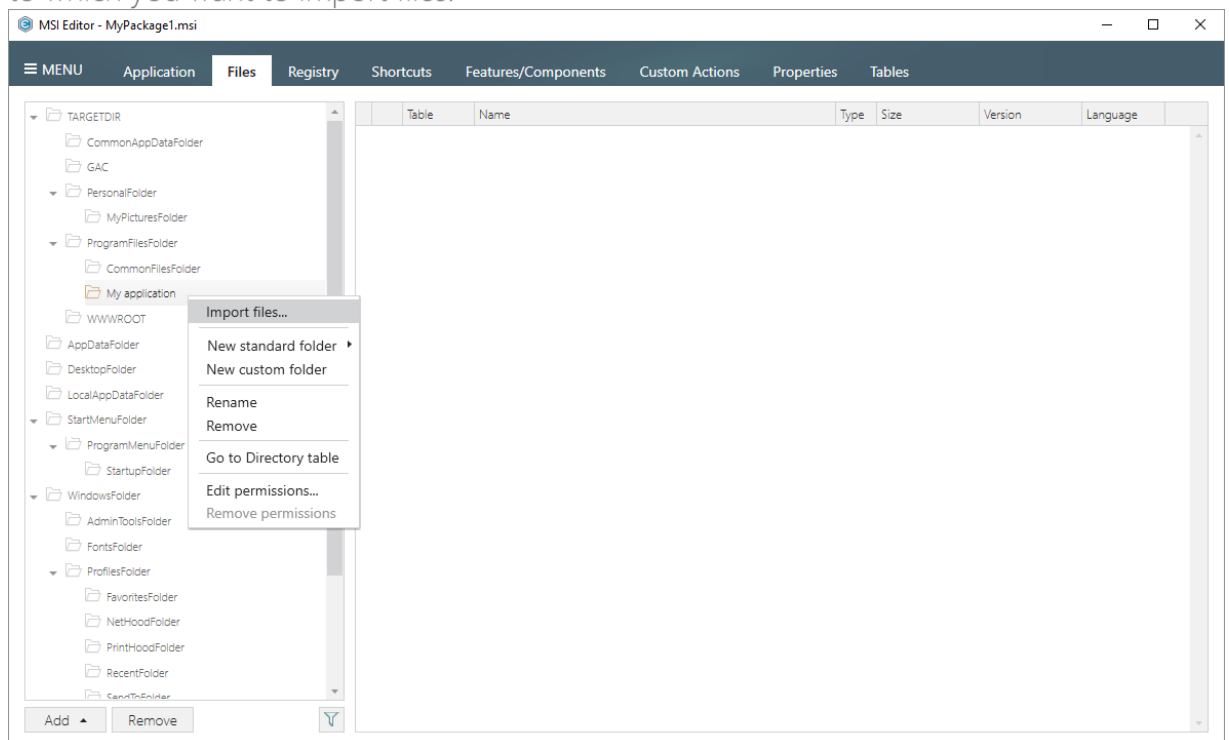 to which you want to import files.
MSI Editor - MyPackage1.msi
MENU Application Files Registry Shortcuts Features/Components Custom Actions Properties Tables
Table Name Type Size Version Language
TARGETDIR
CommonAppDataFolder
GAC
PersonalFolder
MyPicturesFolder
ProgramFilesFolder
CommonFilesFolder
My application
WWWROOT
AppDataFolder
DesktopFolder
LocalAppDataFolder
StartMenuFolder
ProgramMenuFolder
StartupFolder
WindowsFolder
AdminToolsFolder
FontsFolder
ProfilesFolder
FavoritesFolder
NetHoodFolder
PrintHoodFolder
RecentFolder
SendToFolder
Import files...
New standard folder
New custom folder
Rename
Remove
Go to Directory table
Edit permissions...
Remove permissions
Add Remove